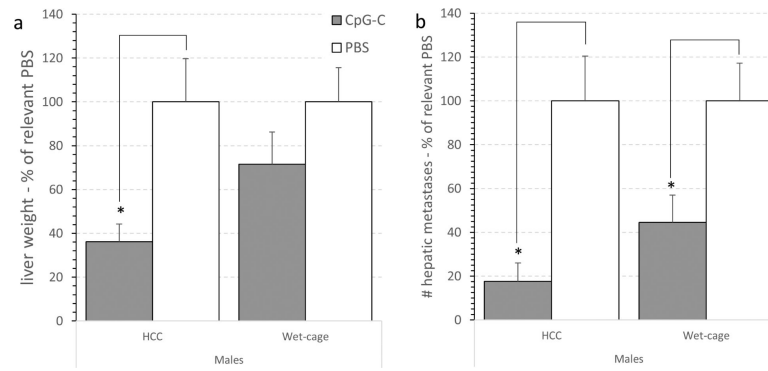 a
CpG-C
PBS
liver weight - % of relevant PBS
140
120
100
80
60
40
20
0
*
HCC
Wet-cage
Males
b
# hepatic metastases - % of relevant PBS
140
120
100
80
60
40
20
0
*
*
HCC
Wet-cage
Males